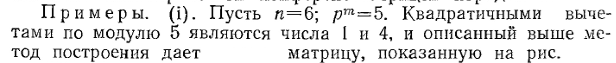 Примеры. (i). Пусть n=6; pᵐ=5. Квадратичными выче-
тами по модулю 5 являются числа 1 и 4, и описанный выше ме-
тод построения дает матрицу, показанную на рис.